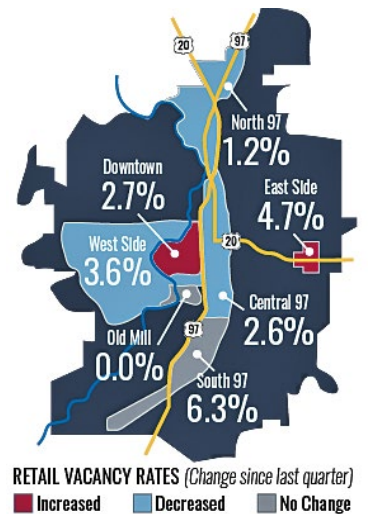 20
97
North 97
1.2%
Downtown
2.7%
East Side
4.7%
West Side
3.6%
20
Central 97
2.6%
Old Mill
0.0%
97
South 97
6.3%
RETAIL VACANCY RATES (Change since last quarter)
Increased Decreased No Change